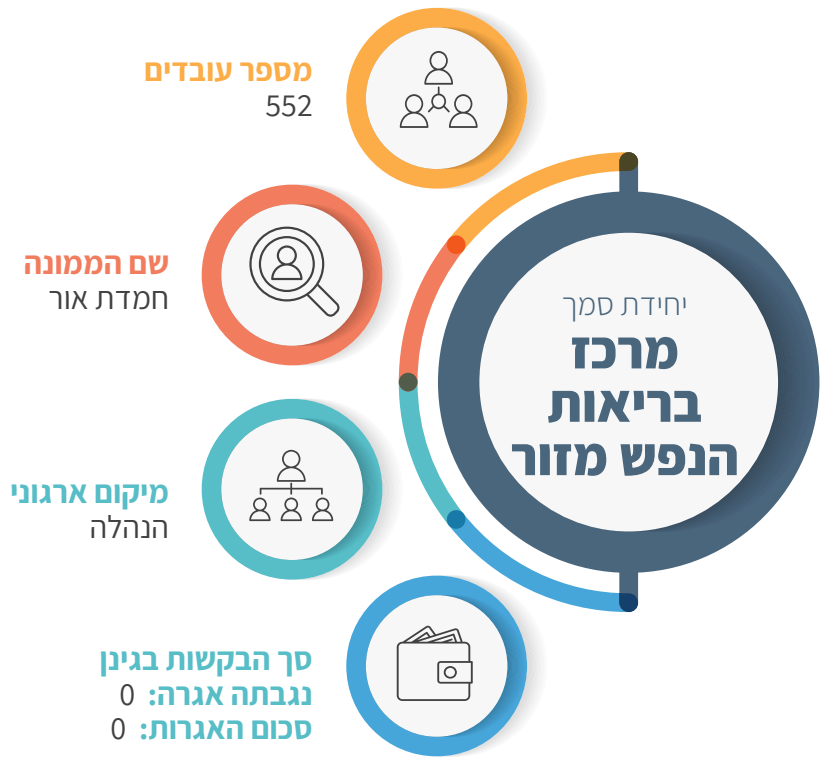 יחידת סמך
מרכז
בריאות
הנפש מזור
מספר עובדים
552
שם הממונה
חמדת אור
מיקום ארגוני
הנהלה
סך הבקשות בגינן
נגבתה אגרה: 0
סכום האגרות: 0